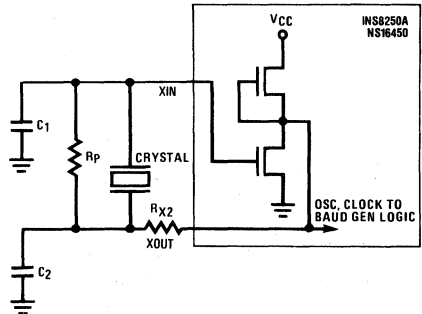 VCC
INS8250A
NS16450
XIN
C1
RP
CRYSTAL
RX2
OSC, CLOCK TO
BAUD GEN LOGIC
XOUT
C2